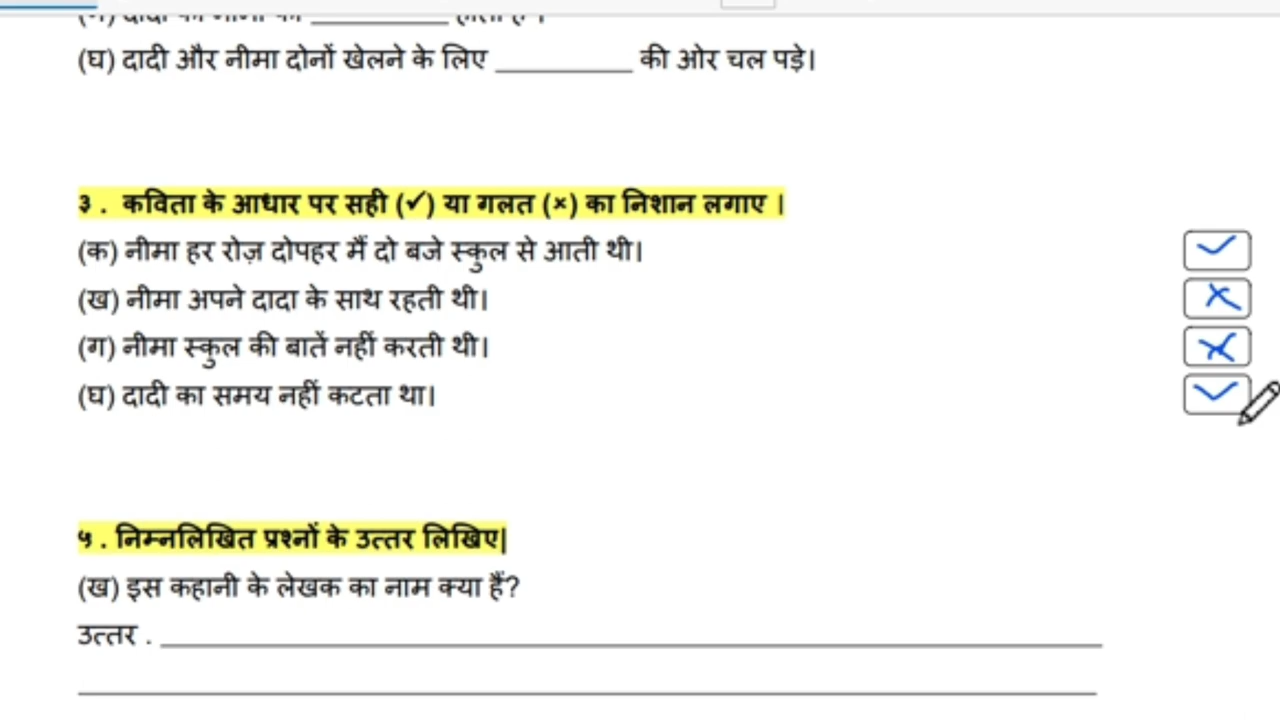 (घ) दादी और नीमा दोनों खेलने के लिए __________ की ओर चल पड़े।
३ . कविता के आधार पर सही (✓) या गलत (×) का निशान लगाए ।
(क) नीमा हर रोज़ दोपहर मैं दो बजे स्कुल से आती थी। ✓
(ख) नीमा अपने दादा के साथ रहती थी। ×
(ग) नीमा स्कुल की बातें नहीं करती थी। ×
(घ) दादी का समय नहीं कटता था। ✓
५ . निम्नलिखित प्रश्नों के उत्तर लिखिए|
(ख) इस कहानी के लेखक का नाम क्या हैं?
उत्तर . ____________________